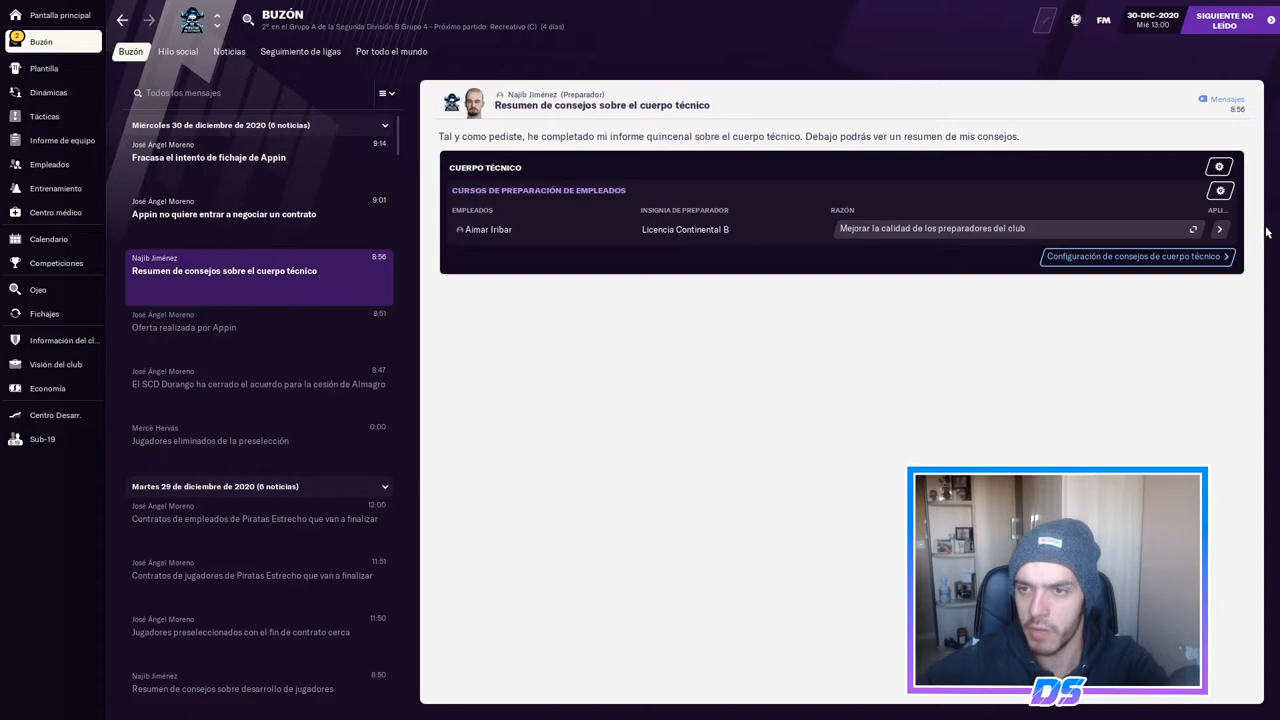 Pantalla principal
2
Buzón
Plantilla
Dinámicas
Tácticas
Informe de equipo
Empleados
Entrenamiento
Centro médico
Calendario
Competiciones
Ojeo
Fichajes
Información del cl...
Visión del club
Economía
Centro Desarr.
Sub-19
BUZÓN
2º en el Grupo A de la Segunda División B Grupo 4 - Próximo partido: Recreativo (C) (4 días)
FM
30-DIC-2020
Mié 13:00
SIGUIENTE NO LEÍDO
Buzón
Hilo social
Noticias
Seguimiento de ligas
Por todo el mundo
Todos los mensajes
Miércoles 30 de diciembre de 2020 (6 noticias)
José Ángel Moreno 9:14
Fracasa el intento de fichaje de Appin
José Ángel Moreno 9:01
Appin no quiere entrar a negociar un contrato
Najib Jiménez 8:56
Resumen de consejos sobre el cuerpo técnico
José Ángel Moreno 8:51
Oferta realizada por Appin
José Ángel Moreno 8:47
El SCD Durango ha cerrado el acuerdo para la cesión de Almagro
Mercè Hervás 0:00
Jugadores eliminados de la preselección
Martes 29 de diciembre de 2020 (6 noticias)
José Ángel Moreno 12:00
Contratos de empleados de Piratas Estrecho que van a finalizar
José Ángel Moreno 11:51
Contratos de jugadores de Piratas Estrecho que van a finalizar
José Ángel Moreno 11:50
Jugadores preseleccionados con el fin de contrato cerca
Najib Jiménez 8:50
Resumen de consejos sobre desarrollo de jugadores
Najib Jiménez (Preparador)
Resumen de consejos sobre el cuerpo técnico
Mensajes
8:56
Tal y como pediste, he completado mi informe quincenal sobre el cuerpo técnico. Debajo podrás ver un resumen de mis consejos.
CUERPO TÉCNICO
CURSOS DE PREPARACIÓN DE EMPLEADOS
EMPLEADOS INSIGNIA DE PREPARADOR RAZÓN APLI...
Aimar Iribar Licencia Continental B Mejorar la calidad de los preparadores del club
Configuración de consejos de cuerpo técnico
DS